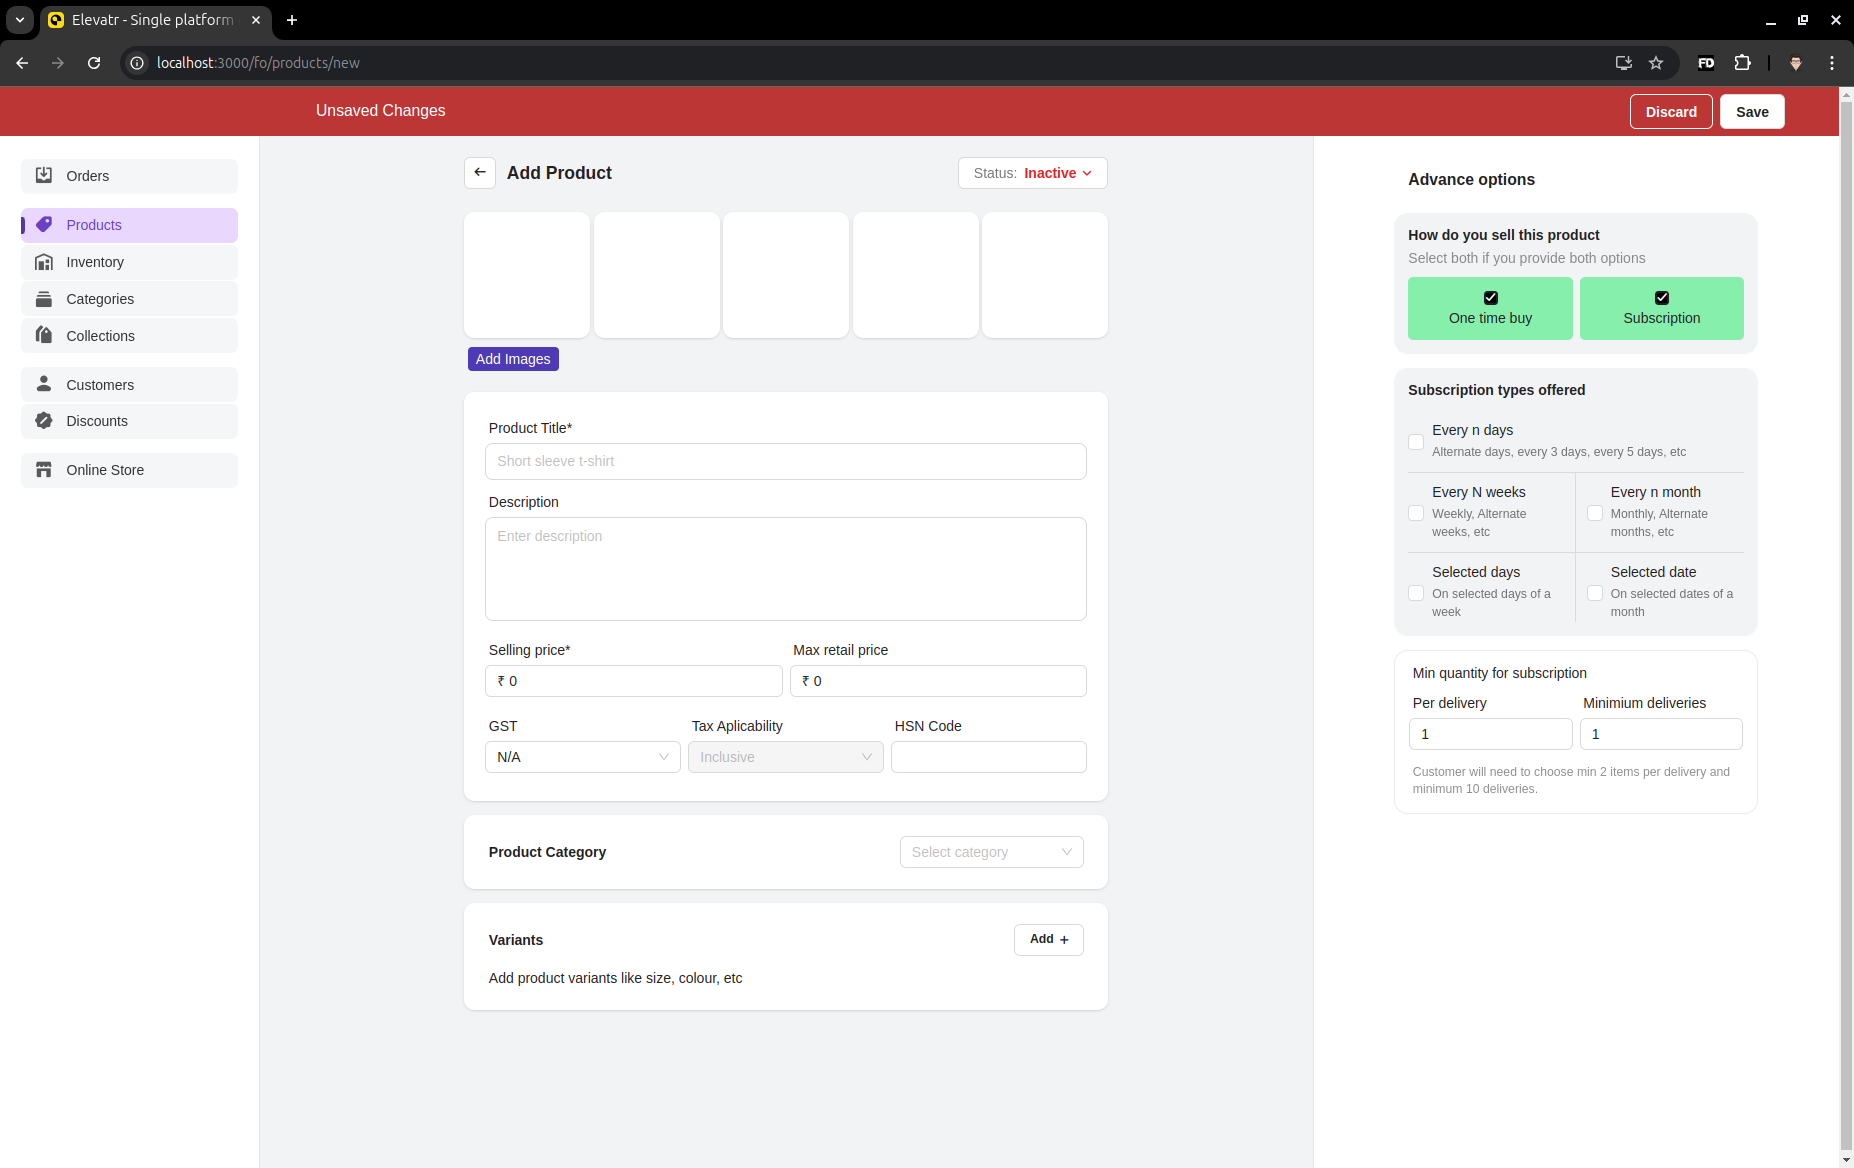 Elevatr - Single platform
localhost:3000/fo/products/new
FD
Unsaved Changes
Discard
Save
Orders
Products
Inventory
Categories
Collections
Customers
Discounts
Online Store
Add Product
Status: Inactive
Add Images
Product Title*
Short sleeve t-shirt
Description
Enter description
Selling price*
Max retail price
₹ 0
₹ 0
GST
Tax Aplicability
HSN Code
N/A
Inclusive
Product Category
Select category
Variants
Add +
Add product variants like size, colour, etc
Advance options
How do you sell this product
Select both if you provide both options
One time buy
Subscription
Subscription types offered
Every n days
Alternate days, every 3 days, every 5 days, etc
Every N weeks
Weekly, Alternate
weeks, etc
Every n month
Monthly, Alternate
months, etc
Selected days
On selected days of a
week
Selected date
On selected dates of a
month
Min quantity for subscription
Per delivery
Minimium deliveries
1
1
Customer will need to choose min 2 items per delivery and
minimum 10 deliveries.